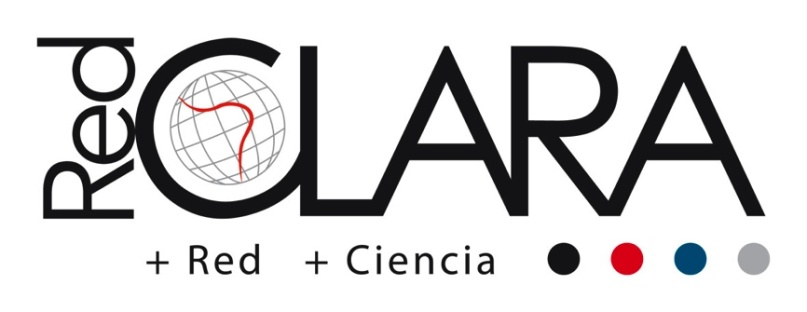 Red
CLARA
+ Red + Ciencia